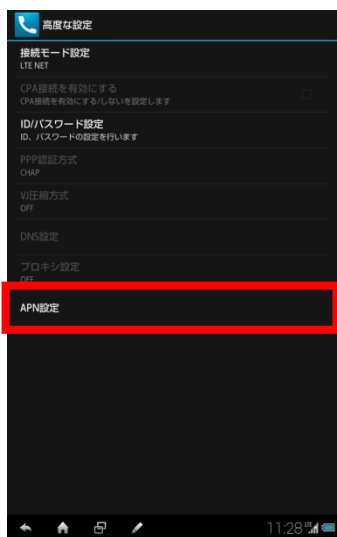 高度な設定
接続モード設定
LTE NET
CPA接続を有効にする
CPA接続を有効にする/しないを設定します
ID/パスワード設定
ID、パスワードの設定を行います
PPP認証方式
CHAP
VJ圧縮方式
OFF
DNS設定
プロキシ設定
OFF
APN設定
11:28 LTE